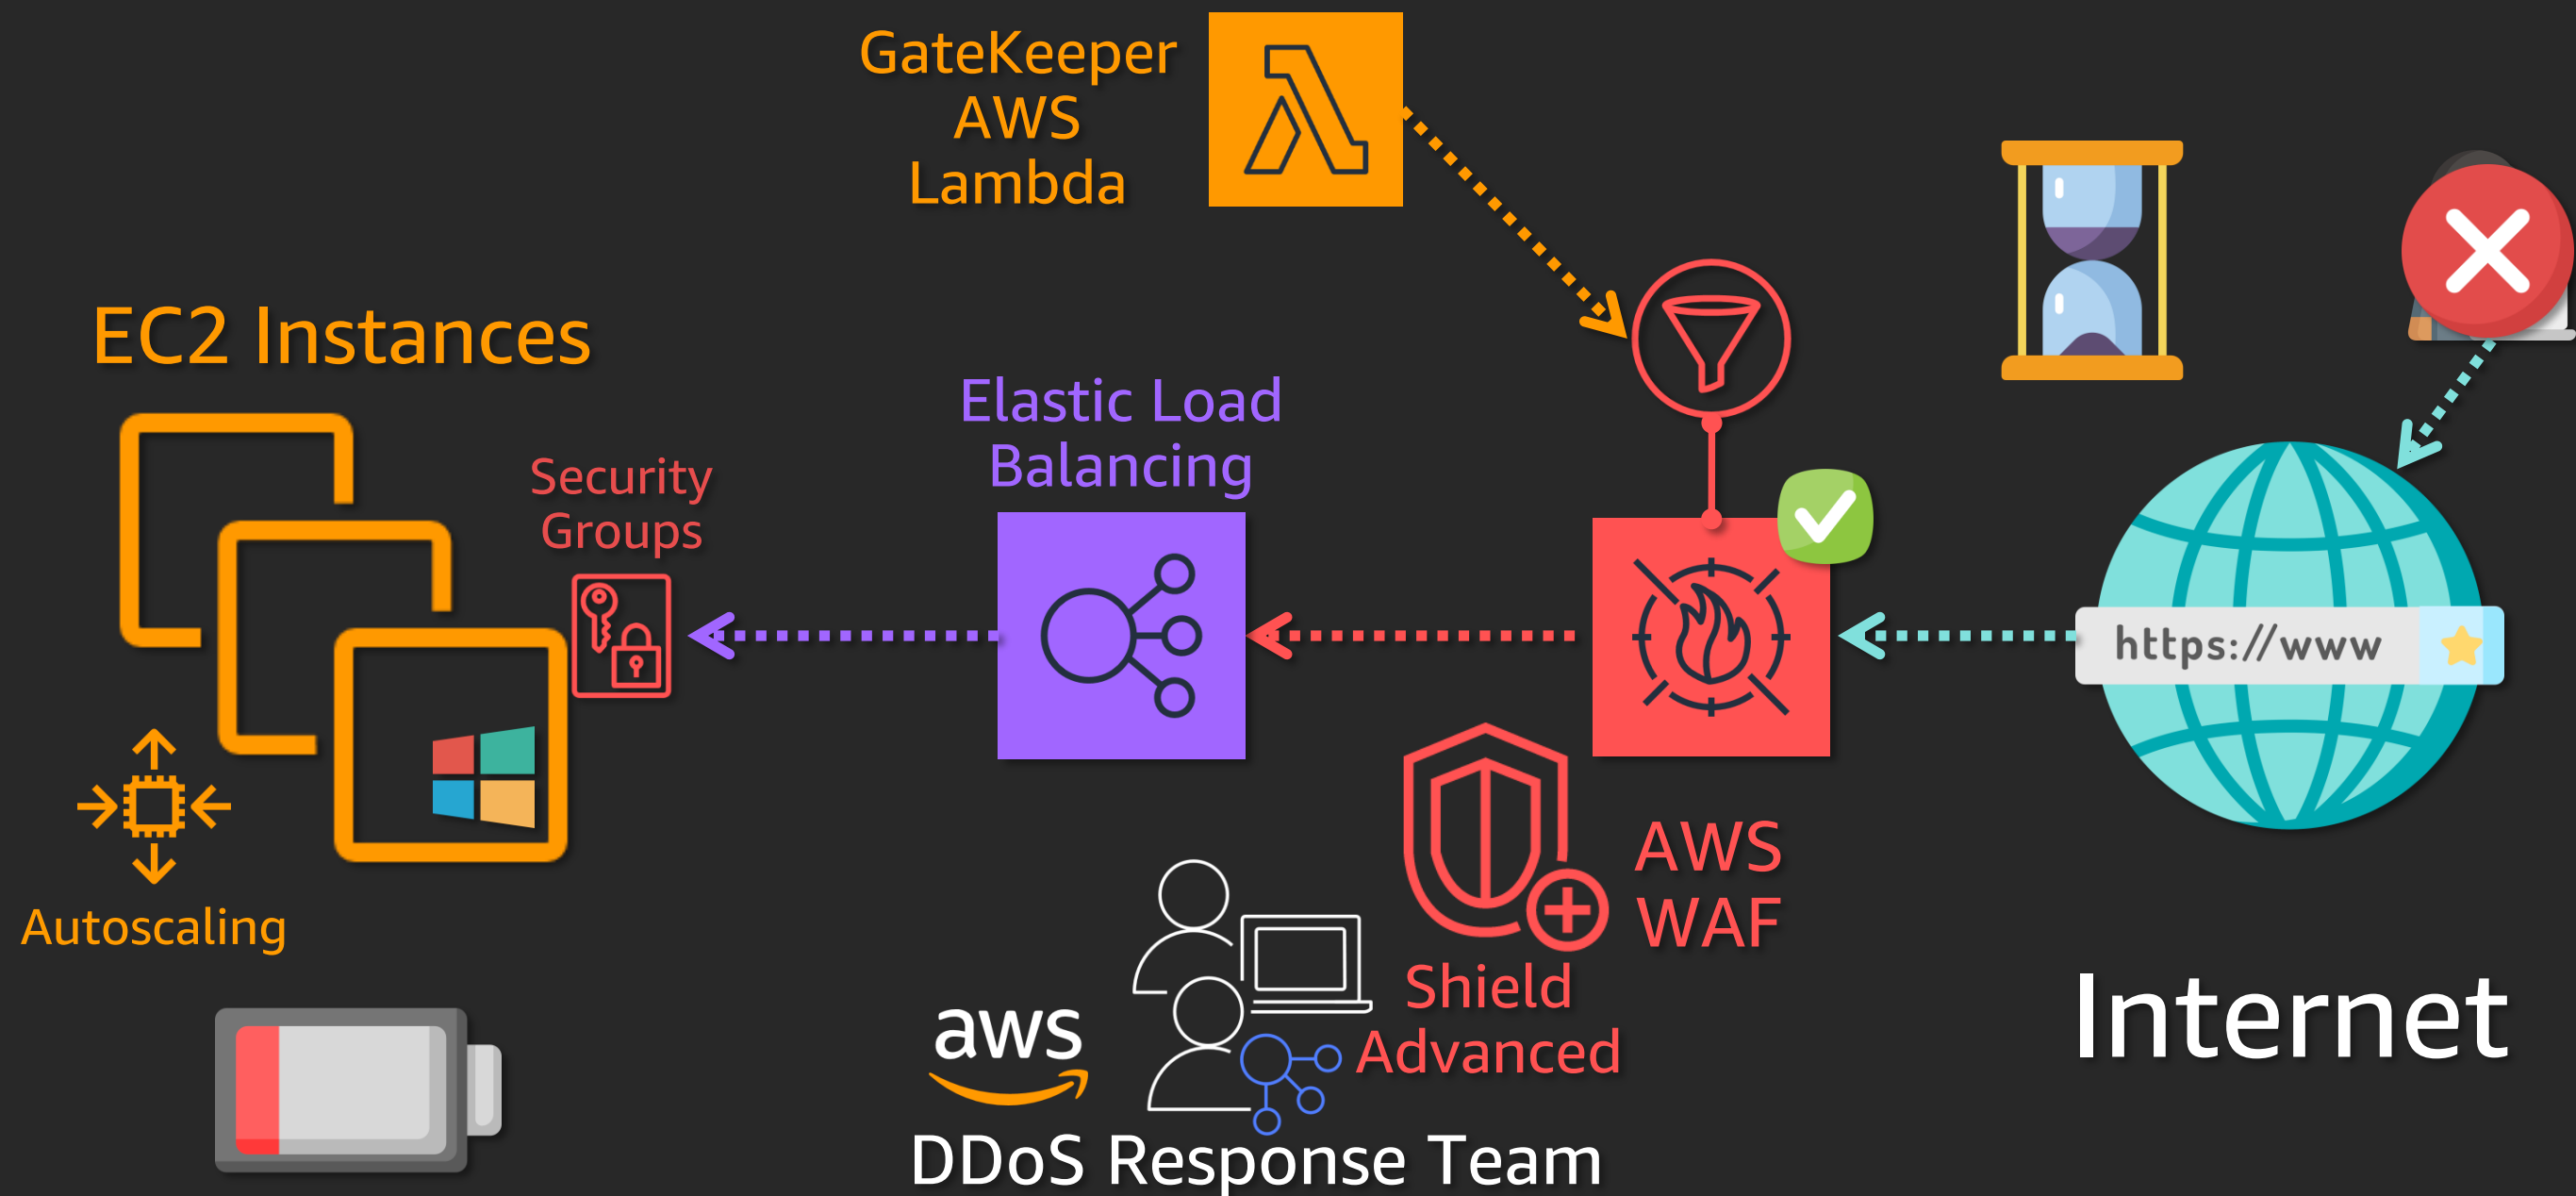 GateKeeper
AWS
Lambda
EC2 Instances
Security
Groups
Elastic Load
Balancing
https://www
Autoscaling
AWS
WAF
Shield
Advanced
aws
DDoS Response Team
Internet